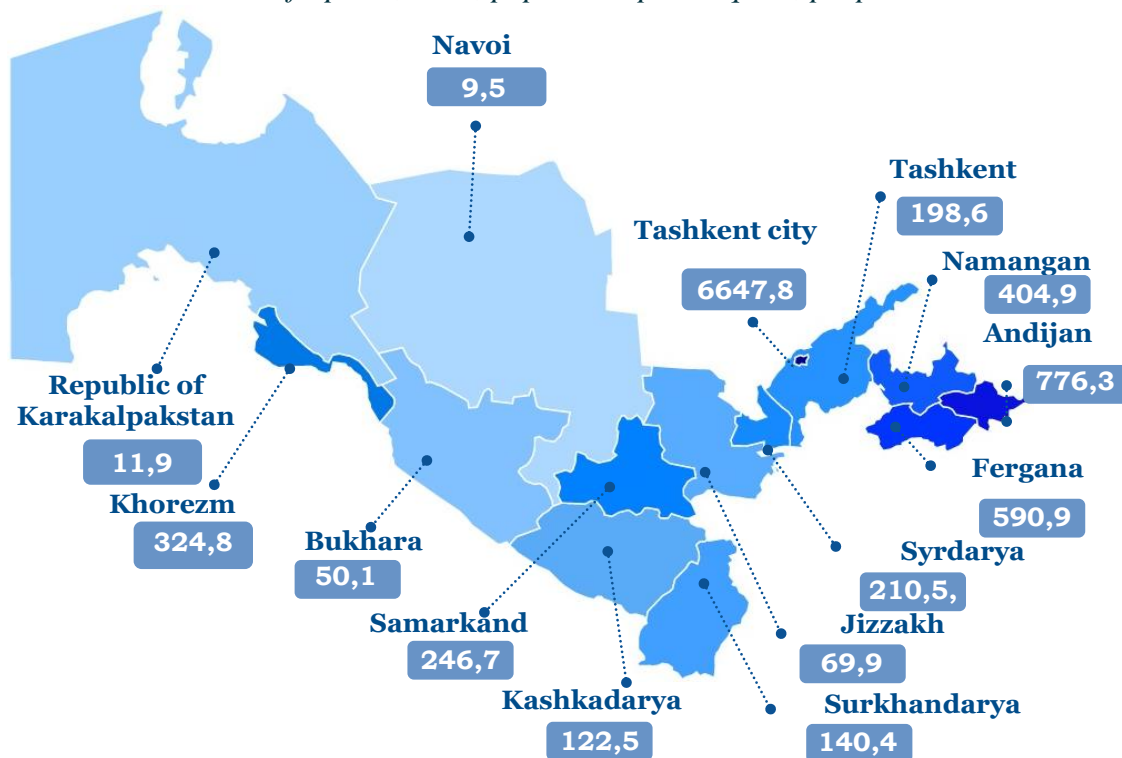 Navoi
9,5
Tashkent
198,6
Tashkent city
6647,8
Namangan
404,9
Andijan
776,3
Republic of
Karakalpakstan
11,9
Khorezm
324,8
Bukhara
50,1
Fergana
590,9
Syrdarya
210,5,
Samarkand
246,7
Jizzakh
69,9
Kashkadarya
122,5
Surkhandarya
140,4